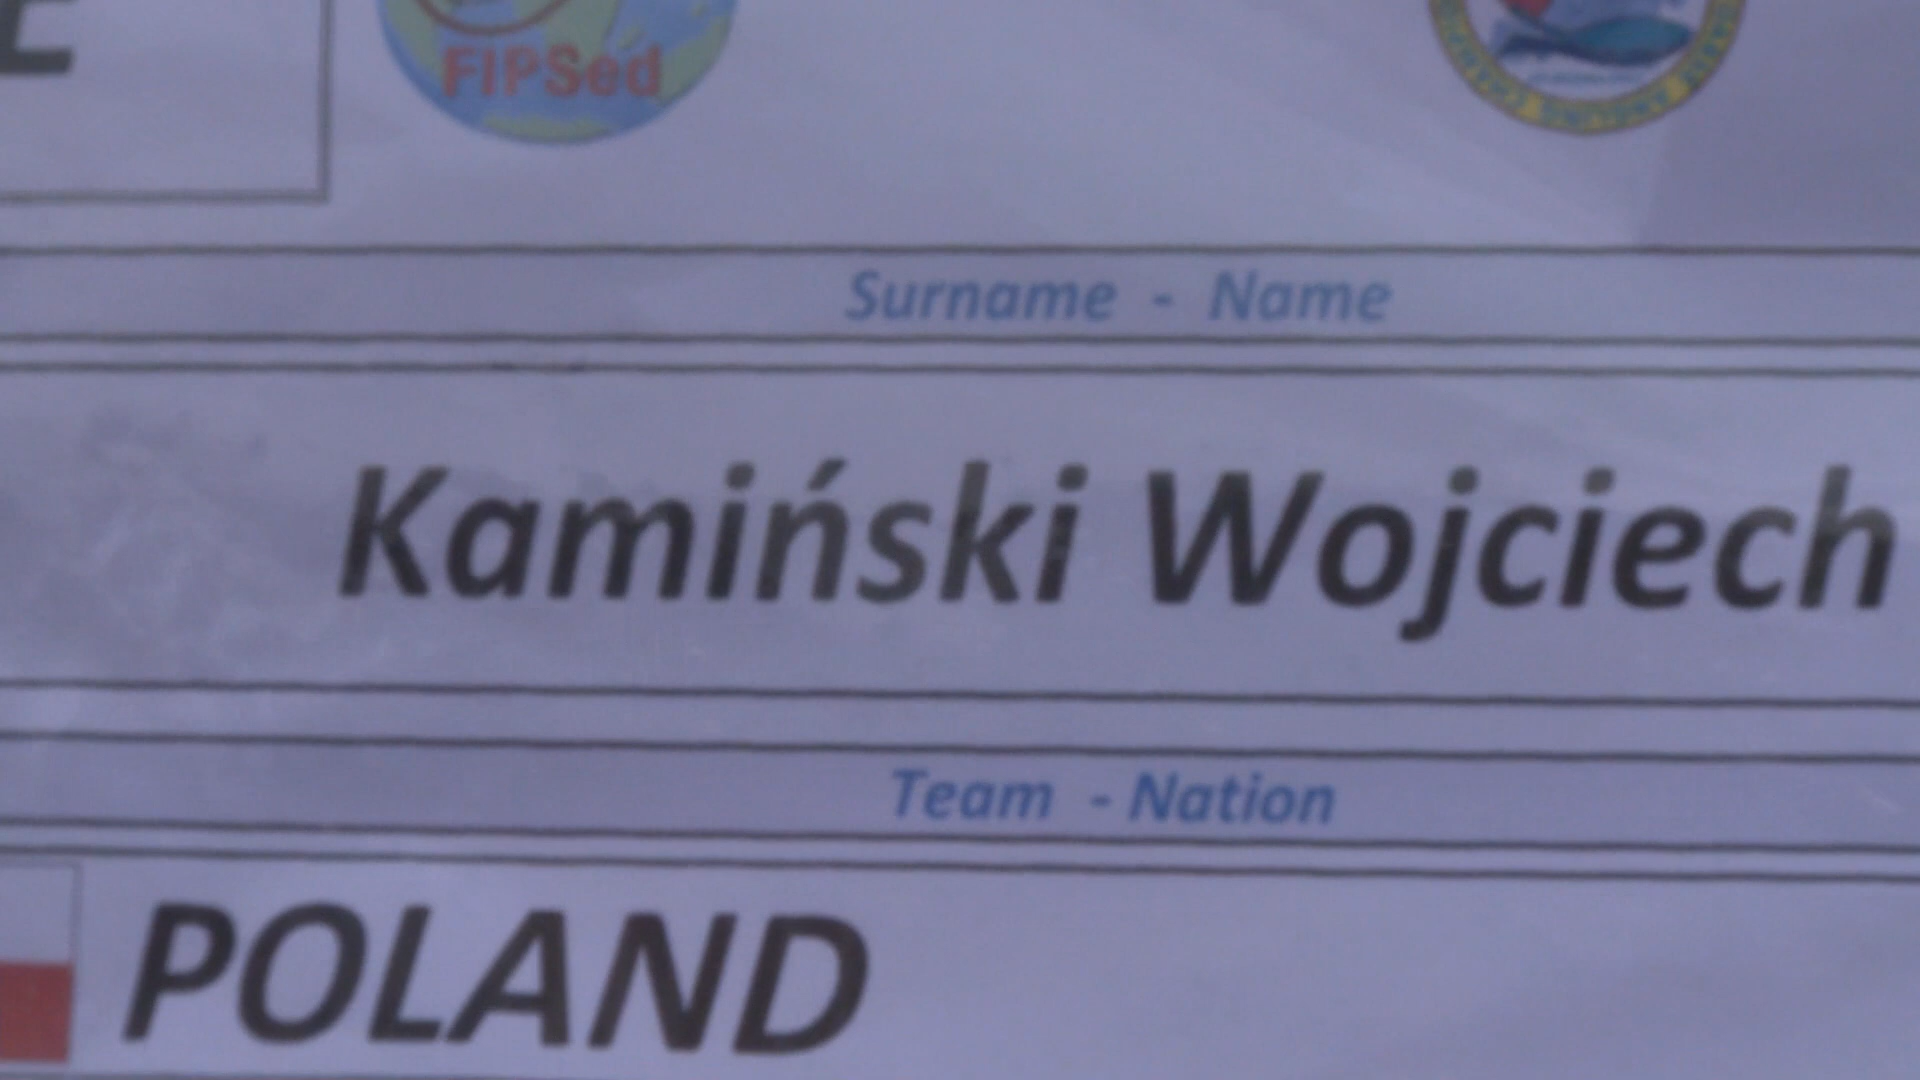 E
FIPSed
Surname - Name
Kamiński Wojciech
Team - Nation
POLAND